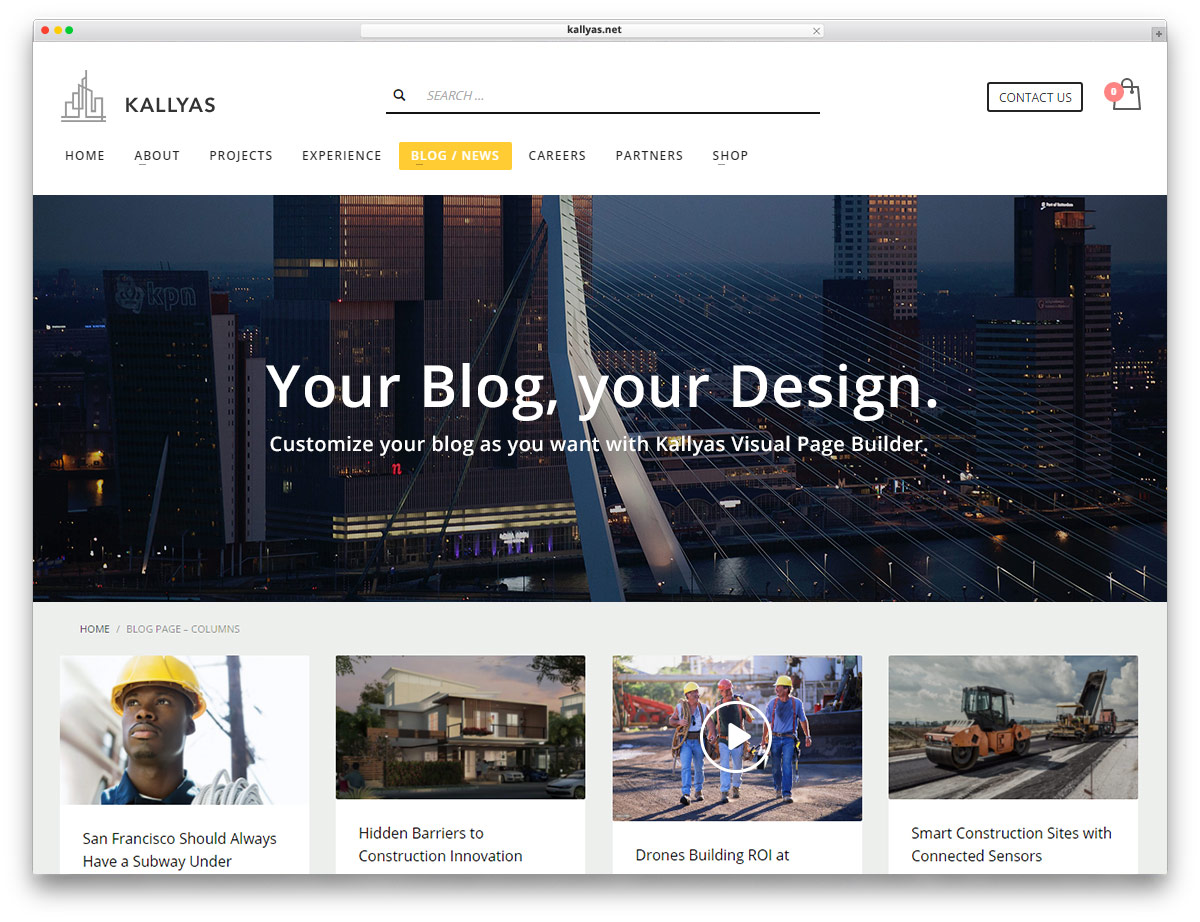 kallyas.net
KALLYAS
SEARCH ...
CONTACT US
0
HOME ABOUT PROJECTS EXPERIENCE BLOG / NEWS CAREERS PARTNERS SHOP
Port of Rotterdam
kpn
Your Blog, your Design.
Customize your blog as you want with Kallyas Visual Page Builder.
n
HOME / BLOG PAGE – COLUMNS
San Francisco Should Always
Have a Subway Under
Hidden Barriers to
Construction Innovation
Drones Building ROI at
Smart Construction Sites with
Connected Sensors